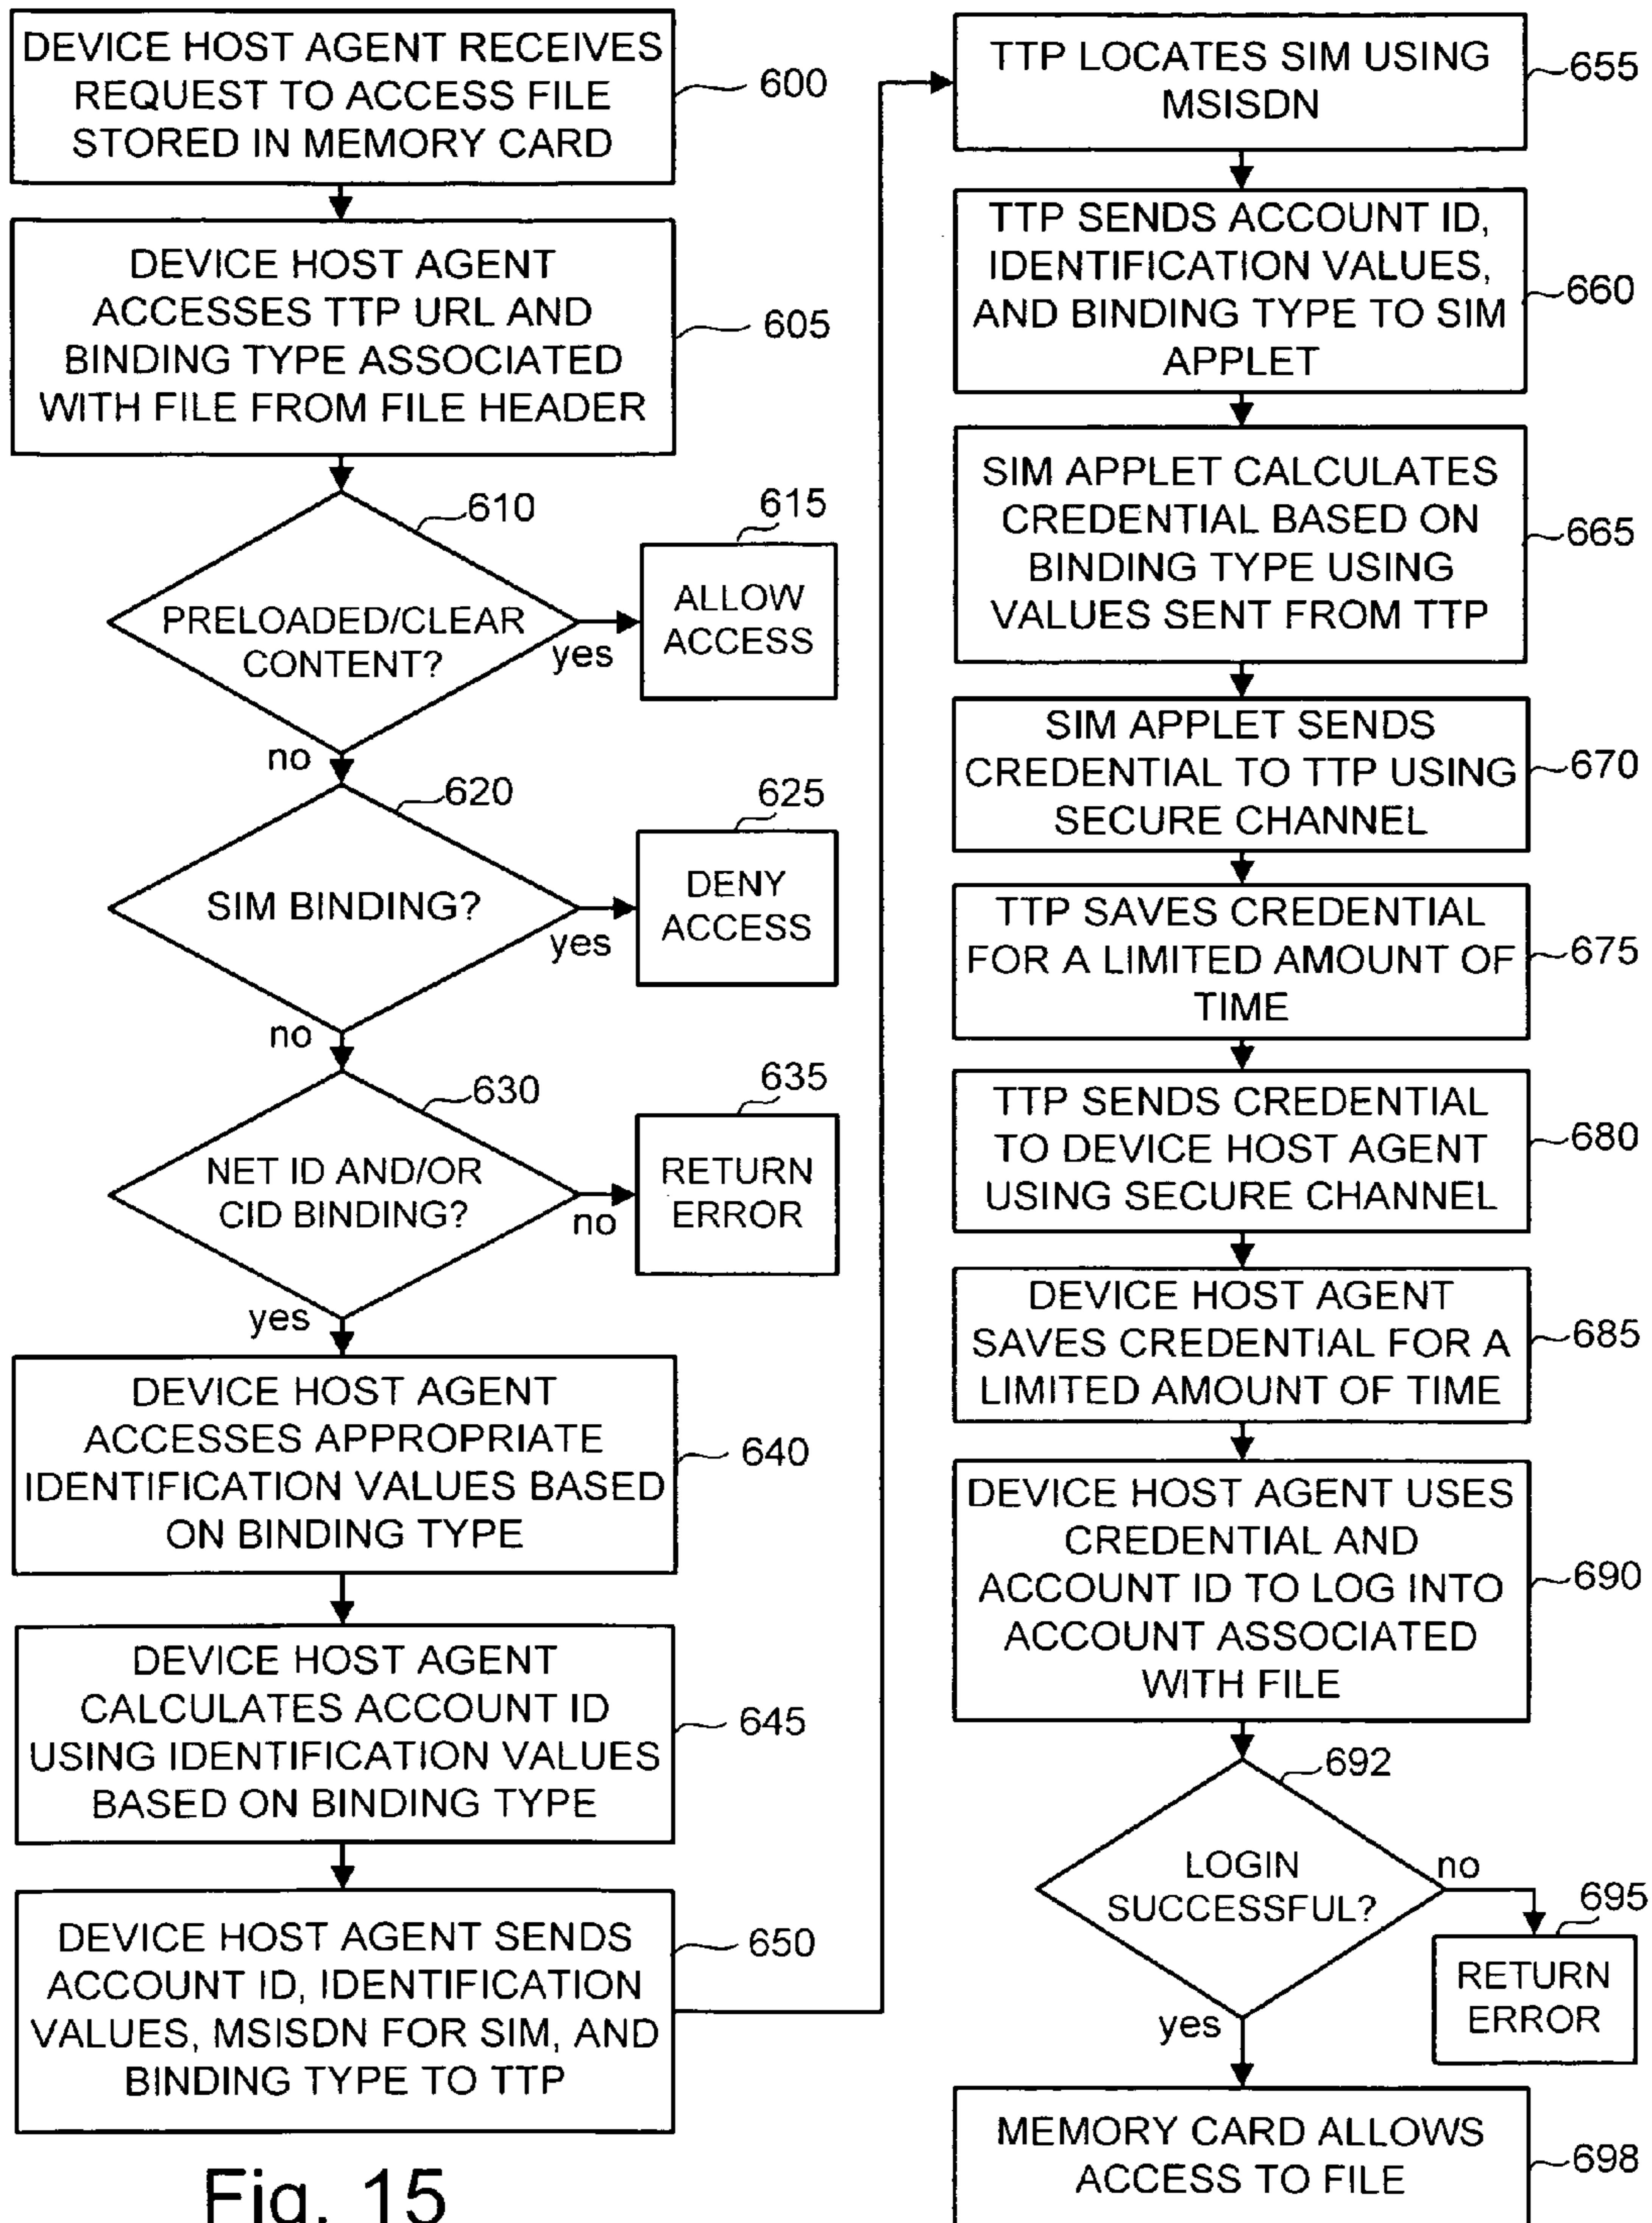 DEVICE HOST AGENT RECEIVES
REQUEST TO ACCESS FILE
STORED IN MEMORY CARD
600
DEVICE HOST AGENT
ACCESSES TTP URL AND
BINDING TYPE ASSOCIATED
WITH FILE FROM FILE HEADER
605
610
PRELOADED/CLEAR
CONTENT?
yes
615
ALLOW
ACCESS
no
620
SIM BINDING?
yes
625
DENY
ACCESS
no
630
NET ID AND/OR
CID BINDING?
no
635
RETURN
ERROR
yes
DEVICE HOST AGENT
ACCESSES APPROPRIATE
IDENTIFICATION VALUES BASED
ON BINDING TYPE
640
DEVICE HOST AGENT
CALCULATES ACCOUNT ID
USING IDENTIFICATION VALUES
BASED ON BINDING TYPE
645
DEVICE HOST AGENT SENDS
ACCOUNT ID, IDENTIFICATION
VALUES, MSISDN FOR SIM, AND
BINDING TYPE TO TTP
650
TTP LOCATES SIM USING
MSISDN
655
TTP SENDS ACCOUNT ID,
IDENTIFICATION VALUES,
AND BINDING TYPE TO SIM
APPLET
660
SIM APPLET CALCULATES
CREDENTIAL BASED ON
BINDING TYPE USING
VALUES SENT FROM TTP
665
SIM APPLET SENDS
CREDENTIAL TO TTP USING
SECURE CHANNEL
670
TTP SAVES CREDENTIAL
FOR A LIMITED AMOUNT OF
TIME
675
TTP SENDS CREDENTIAL
TO DEVICE HOST AGENT
USING SECURE CHANNEL
680
DEVICE HOST AGENT
SAVES CREDENTIAL FOR A
LIMITED AMOUNT OF TIME
685
DEVICE HOST AGENT USES
CREDENTIAL AND
ACCOUNT ID TO LOG INTO
ACCOUNT ASSOCIATED
WITH FILE
690
692
LOGIN
SUCCESSFUL?
no
695
RETURN
ERROR
yes
MEMORY CARD ALLOWS
ACCESS TO FILE
698
Fig. 15